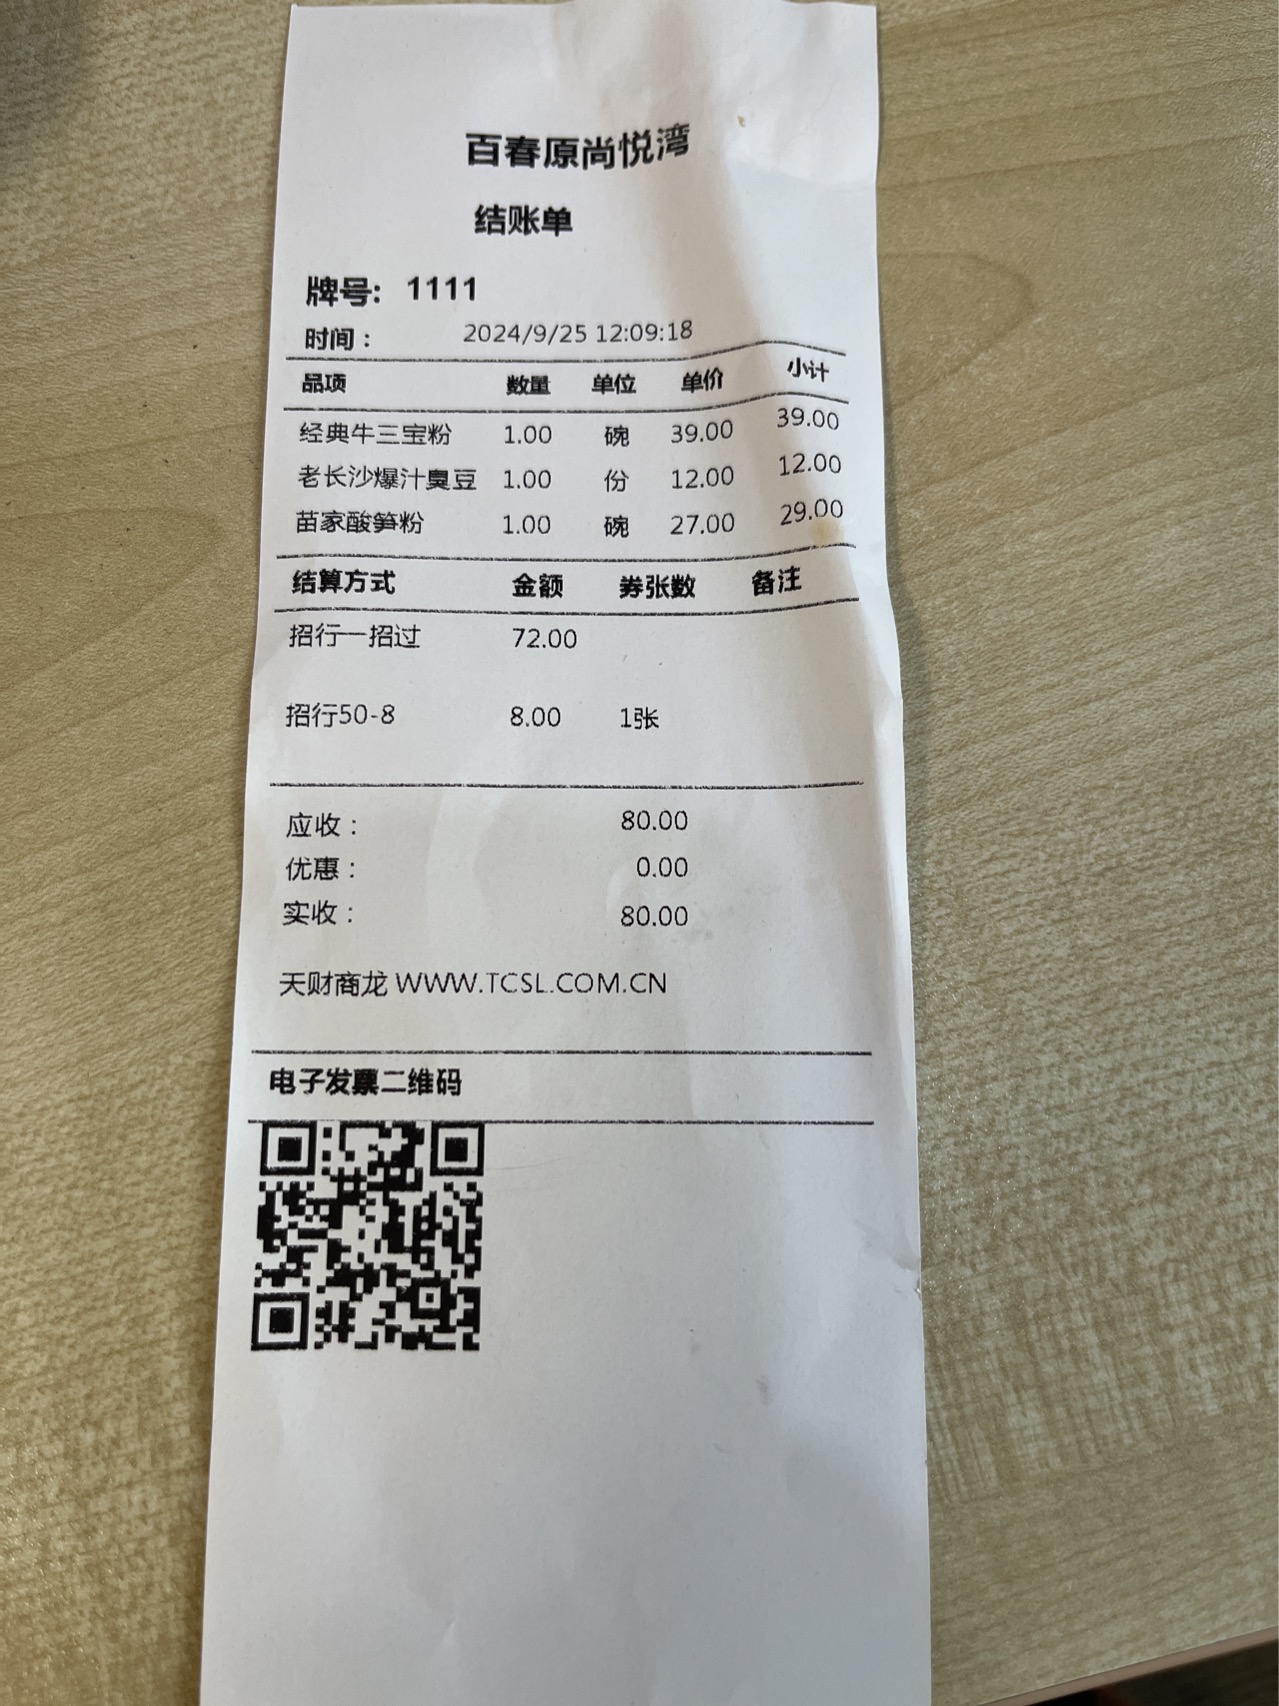 百春原尚悦湾
结账单
牌号: 1111
时间: 2024/9/25 12:09:18
品项 数量 单位 单价 小计
经典牛三宝粉 1.00 碗 39.00 39.00
老长沙爆汁臭豆 1.00 份 12.00 12.00
苗家酸笋粉 1.00 碗 27.00 29.00
结算方式 金额 券张数 备注
招行一招过 72.00
招行50-8 8.00 1张
应收: 80.00
优惠: 0.00
实收: 80.00
天财商龙 WWW.TCSL.COM.CN
电子发票二维码